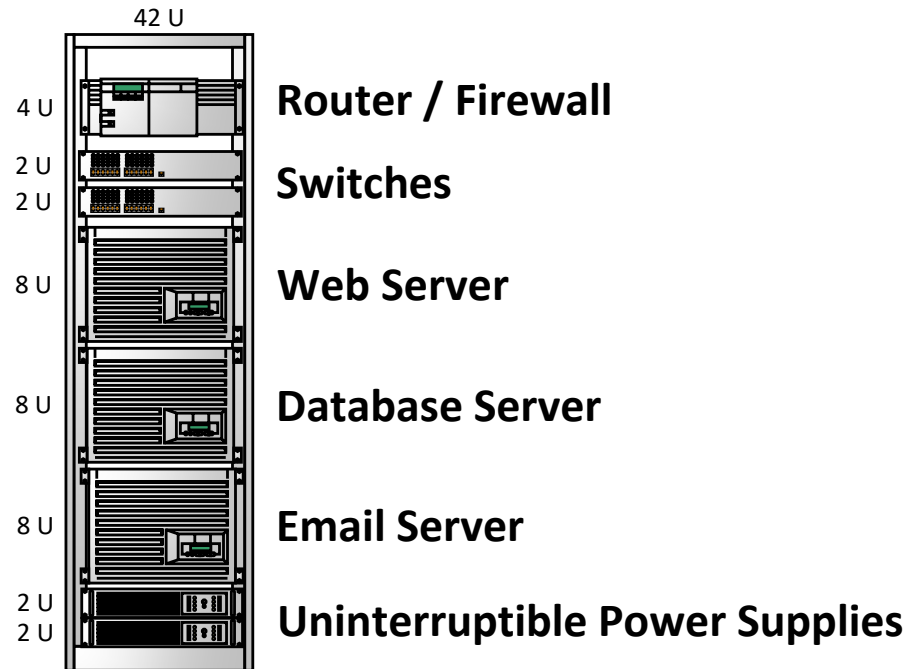 42 U
4 U
Router / Firewall
2 U
Switches
2 U
8 U
Web Server
8 U
Database Server
8 U
Email Server
2 U
Uninterruptible Power Supplies
2 U